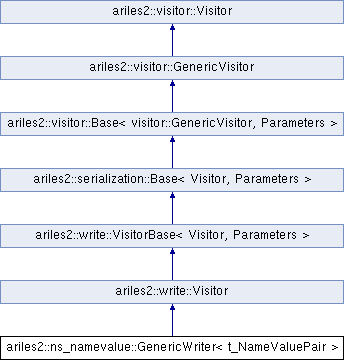 ariles2::visitor::Visitor
ariles2::visitor::GenericVisitor
ariles2::visitor::Base< visitor::GenericVisitor, Parameters >
ariles2::serialization::Base< Visitor, Parameters >
ariles2::write::VisitorBase< Visitor, Parameters >
ariles2::write::Visitor
ariles2::ns_namevalue::GenericWriter< t_NameValuePair >